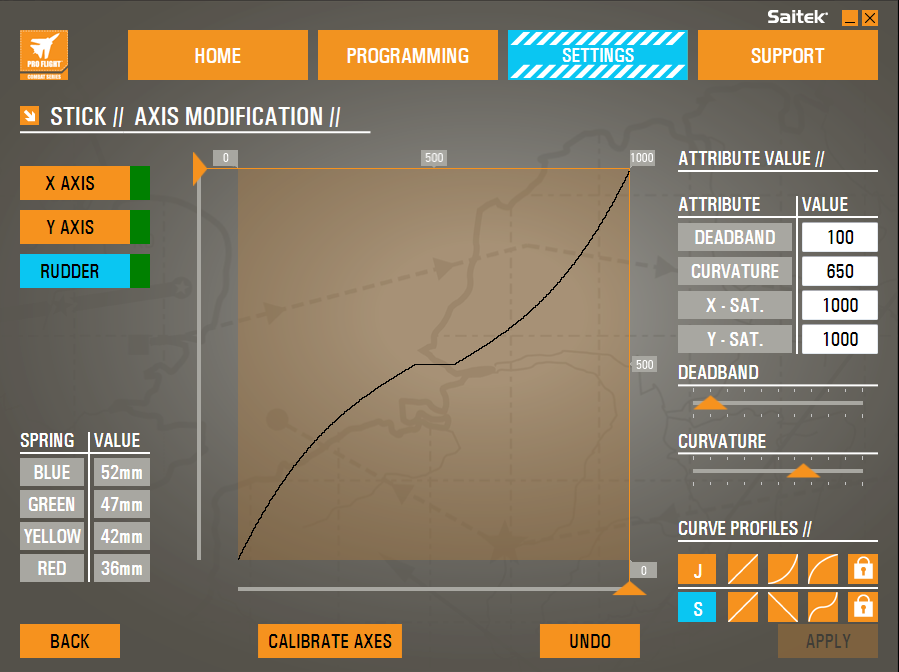 Saitek
PRO FLIGHT
COMBAT SERIES
HOME
PROGRAMMING
SETTINGS
SUPPORT
STICK // AXIS MODIFICATION //
X AXIS
Y AXIS
RUDDER
0
500
1000
500
0
ATTRIBUTE VALUE //
ATTRIBUTE VALUE
DEADBAND 100
CURVATURE 650
X - SAT. 1000
Y - SAT. 1000
DEADBAND
CURVATURE
SPRING VALUE
BLUE 52mm
GREEN 47mm
YELLOW 42mm
RED 36mm
CURVE PROFILES //
J
S
BACK
CALIBRATE AXES
UNDO
APPLY